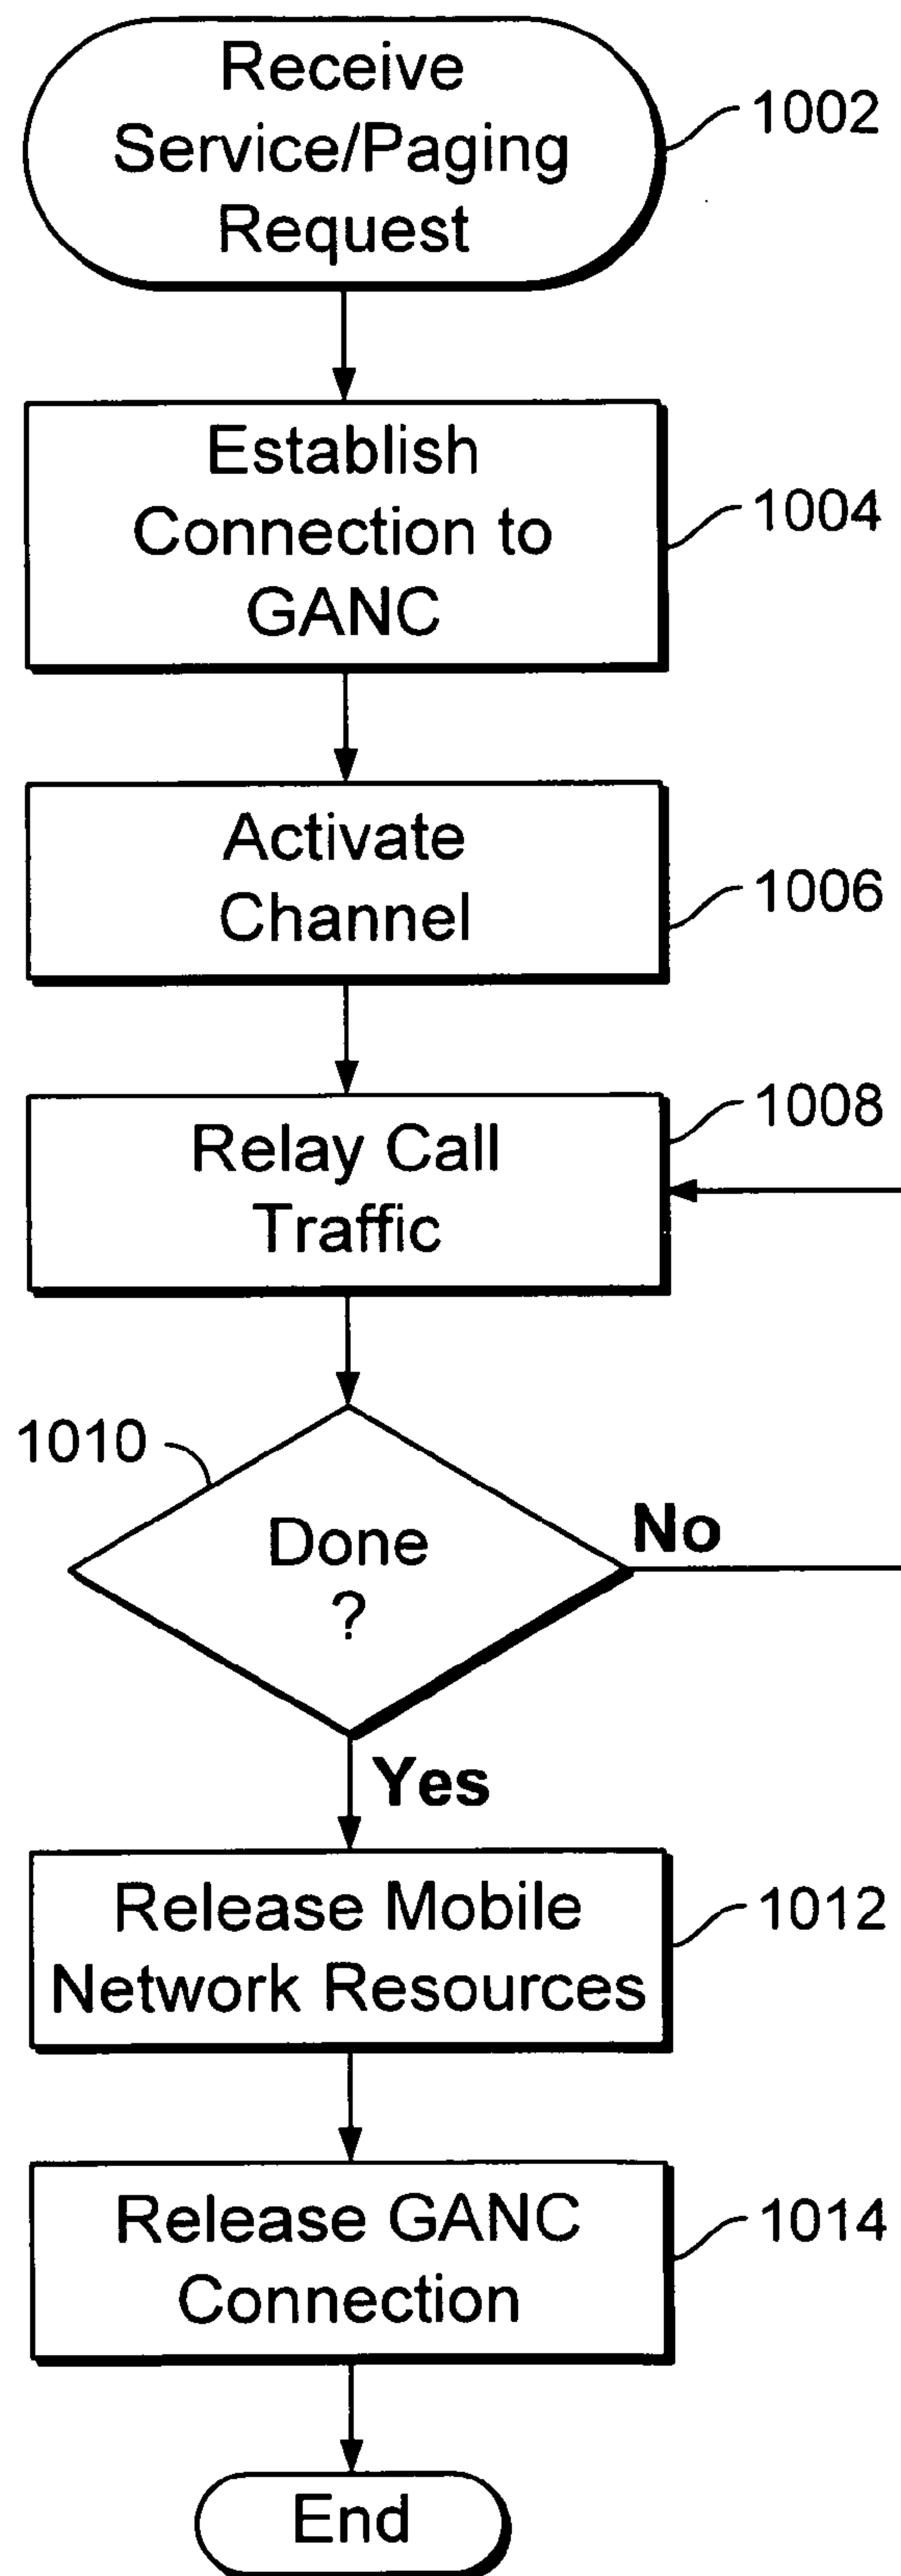 Receive
Service/Paging
Request
1002
Establish
Connection to
GANC
1004
Activate
Channel
1006
Relay Call
Traffic
1008
1010
Done
?
No
Yes
Release Mobile
Network Resources
1012
Release GANC
Connection
1014
End